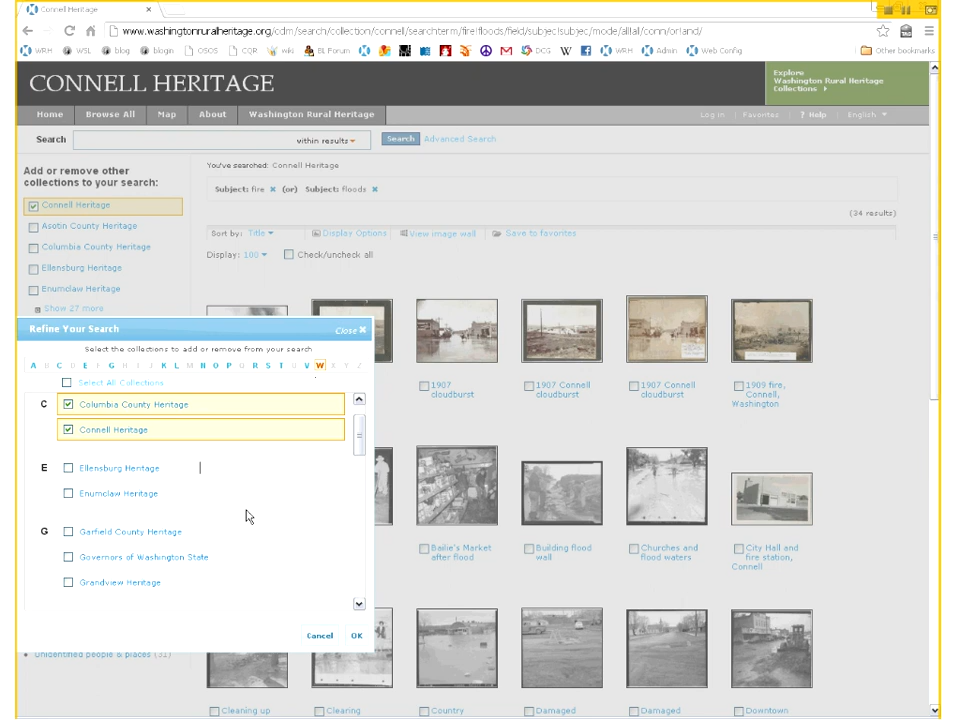 Connell Heritage
www.washingtonruralheritage.org/cdm/search/collection/connell/searchterm/fire!floods/field/subjec!subjec/mode/all!all/conn/or!and/
WRH WSL blog blogin OSOS CQR wiki EL Forum DCG WRH Admin Web Config Other bookmarks
CONNELL HERITAGE
Explore
Washington Rural Heritage
Collections
Home Browse All Map About Washington Rural Heritage
Log in | Favorites | ? Help | English
Search within results Search Advanced Search
Add or remove other
collections to your search:
Connell Heritage
Asotin County Heritage
Columbia County Heritage
Ellensburg Heritage
Enumclaw Heritage
Show 27 more
You've searched: Connell Heritage
Subject: fire (or) Subject: floods
(34 results)
Sort by: Title Display Options View image wall Save to favorites
Display: 100 Check/uncheck all
1907
cloudburst
1907 Connell
cloudburst
1907 Connell
cloudburst
1909 fire,
Connell,
Washington
Bailie's Market
after flood
Building flood
wall
Churches and
flood waters
City Hall and
fire station,
Connell
Refine Your Search Close
Select the collections to add or remove from your search
A B C D E F G H I J K L M N O P Q R S T U V W X Y Z
Select All Collections
C Columbia County Heritage
Connell Heritage
E Ellensburg Heritage
Enumclaw Heritage
G Garfield County Heritage
Governors of Washington State
Grandview Heritage
Cancel OK
Unidentified people & places (31)
Cleaning up Clearing Country Damaged Damaged Downtown